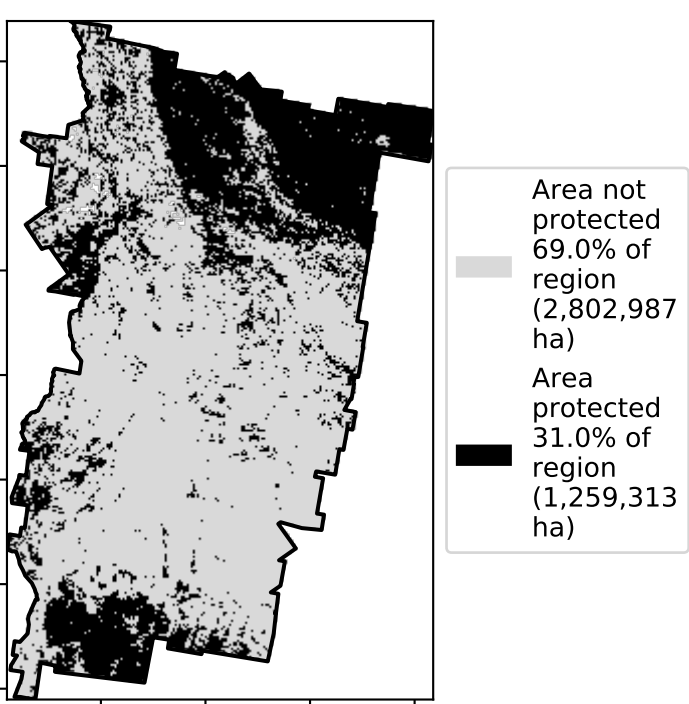 Area not
protected
69.0% of
region
(2,802,987
ha)
Area
protected
31.0% of
region
(1,259,313
ha)